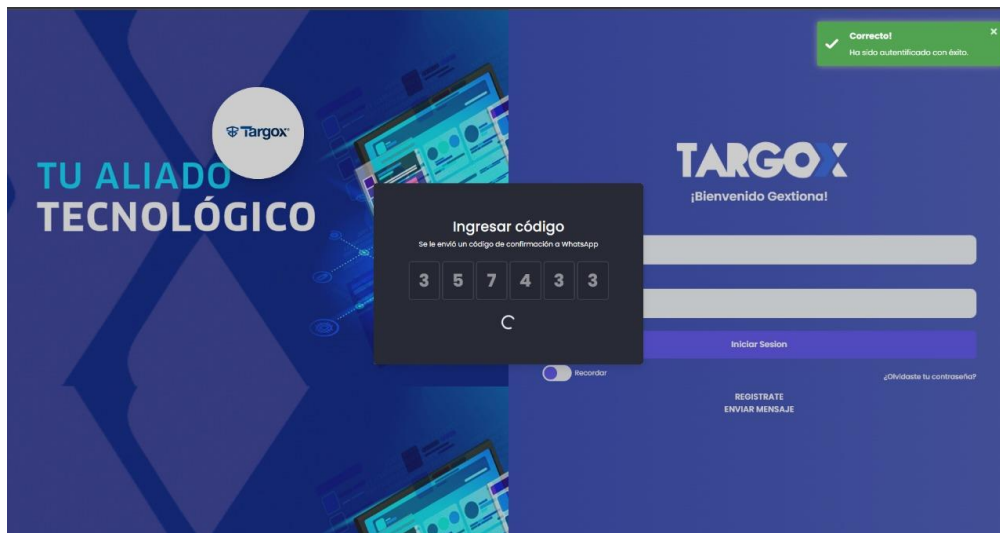 Correcto!
Ha sido autentificado con éxito.
Targox
TU ALIADO
TECNOLÓGICO
TARGOX
¡Bienvenido Gextiona!
Ingresar código
Se le envió un código de confirmación a WhatsApp
3 5 7 4 3 3
Iniciar Sesion
Recordar
¿Olvidaste tu contraseña?
REGISTRATE
ENVIAR MENSAJE